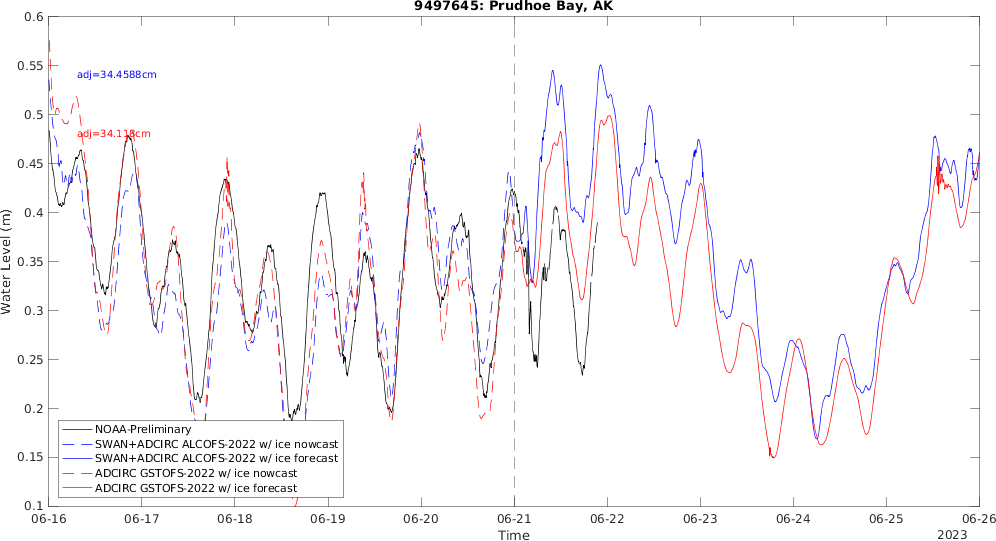 9497645: Prudhoe Bay, AK
0.6
0.55
0.5
0.45
0.4
0.35
0.3
0.25
0.2
0.15
0.1
Water Level (m)
adj=34.4588cm
adj=34.118cm
NOAA-Preliminary
SWAN+ADCIRC ALCOFS-2022 w/ ice nowcast
SWAN+ADCIRC ALCOFS-2022 w/ ice forecast
ADCIRC GSTOFS-2022 w/ ice nowcast
ADCIRC GSTOFS-2022 w/ ice forecast
06-16 06-17 06-18 06-19 06-20 06-21 06-22 06-23 06-24 06-25 06-26
Time
2023